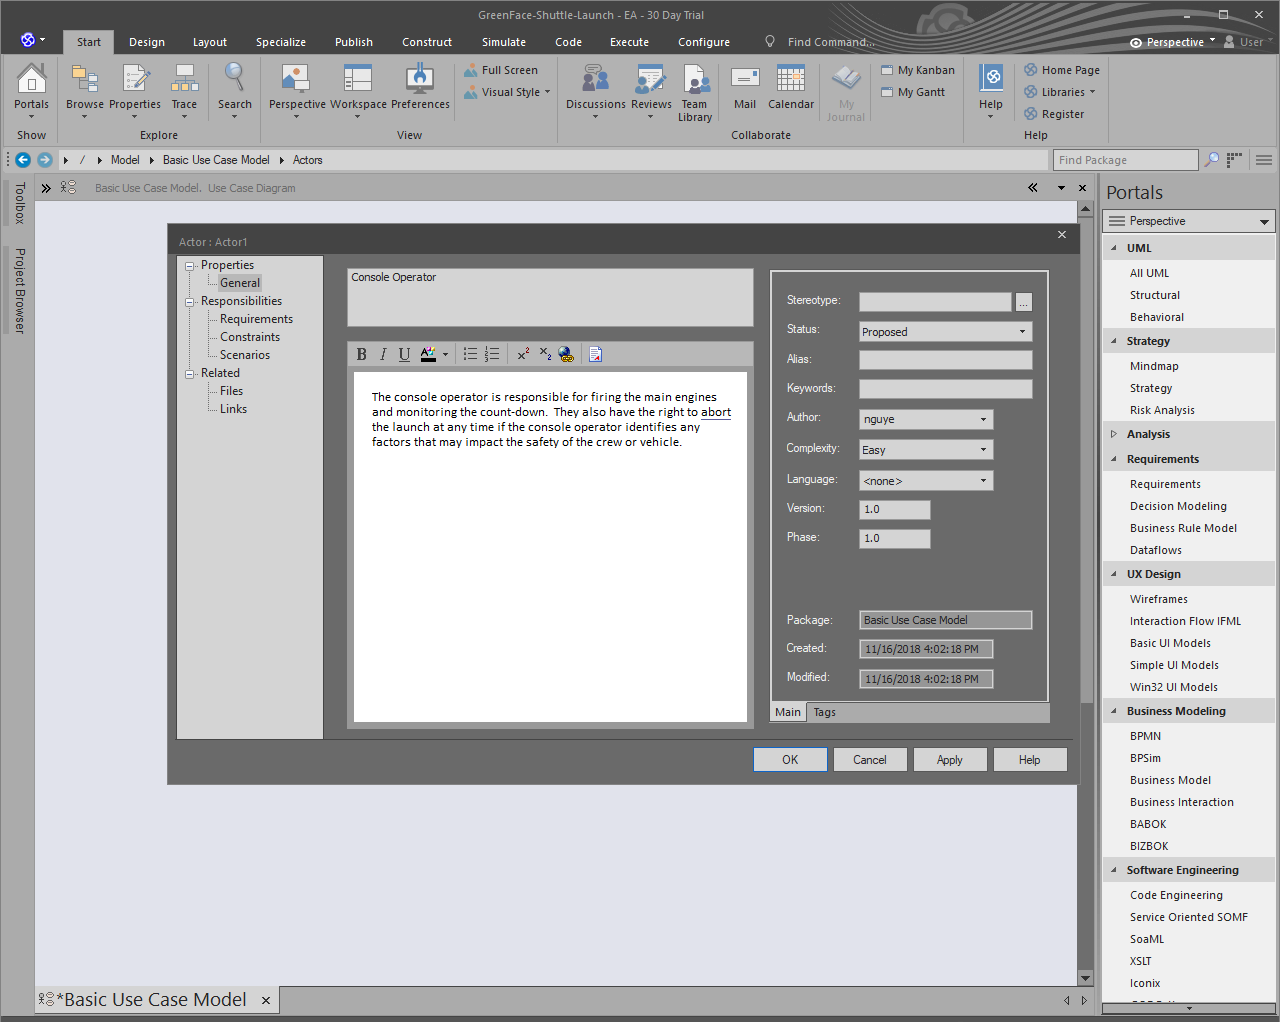 GreenFace-Shuttle-Launch - EA - 30 Day Trial
Start Design Layout Specialize Publish Construct Simulate Code Execute Configure Find Command... Perspective User
Portals Browse Properties Trace Search Perspective Workspace Preferences
Full Screen
Visual Style
Discussions Reviews Team Library Mail Calendar My Journal
My Kanban
My Gantt
Help
Home Page
Libraries
Register
Show Explore View Collaborate Help
/ Model Basic Use Case Model Actors
Find Package
Toolbox
Project Browser
Basic Use Case Model. Use Case Diagram
Actor : Actor1
Properties
General
Responsibilities
Requirements
Constraints
Scenarios
Related
Files
Links
Console Operator
B I U A x² x₂
The console operator is responsible for firing the main engines
and monitoring the count-down. They also have the right to abort
the launch at any time if the console operator identifies any
factors that may impact the safety of the crew or vehicle.
Stereotype: ...
Status: Proposed
Alias:
Keywords:
Author: nguye
Complexity: Easy
Language: <none>
Version: 1.0
Phase: 1.0
Package: Basic Use Case Model
Created: 11/16/2018 4:02:18 PM
Modified: 11/16/2018 4:02:18 PM
Main Tags
OK Cancel Apply Help
Portals
Perspective
UML
All UML
Structural
Behavioral
Strategy
Mindmap
Strategy
Risk Analysis
Analysis
Requirements
Requirements
Decision Modeling
Business Rule Model
Dataflows
UX Design
Wireframes
Interaction Flow IFML
Basic UI Models
Simple UI Models
Win32 UI Models
Business Modeling
BPMN
BPSim
Business Model
Business Interaction
BABOK
BIZBOK
Software Engineering
Code Engineering
Service Oriented SOMF
SoaML
XSLT
Iconix
*Basic Use Case Model